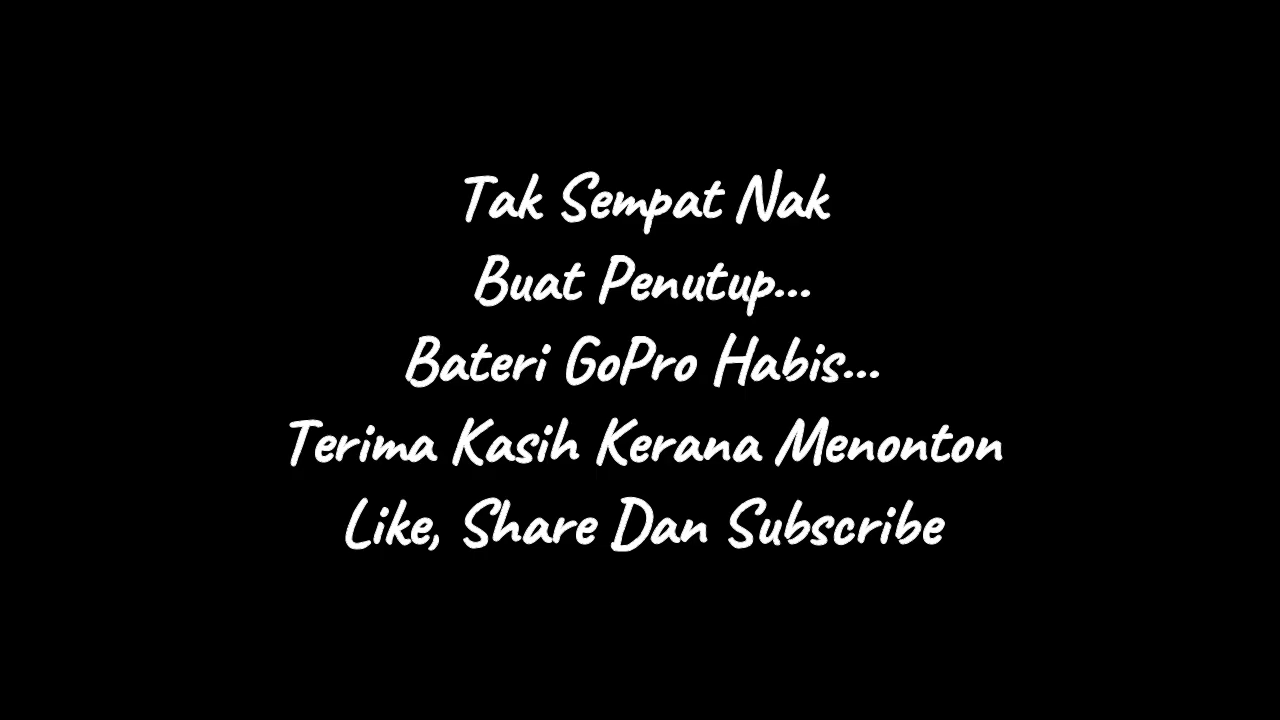 Tak Sempat Nak
Buat Penutup...
Bateri GoPro Habis...
Terima Kasih Kerana Menonton
Like, Share Dan Subscribe